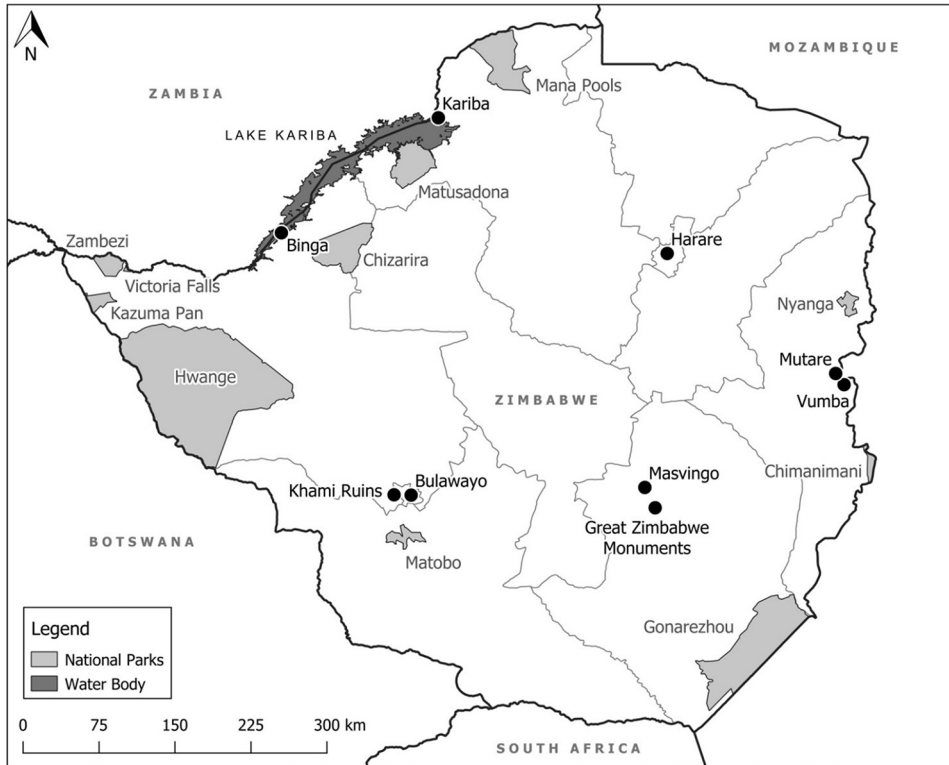 N
MOZAMBIQUE
ZAMBIA
Mana Pools
Kariba
LAKE KARIBA
Matusadona
Zambezi
Binga
Chizarira
Harare
Victoria Falls
Kazuma Pan
Nyanga
Hwange
Mutare
Vumba
ZIMBABWE
Chimanimani
Masvingo
Khami Ruins
Bulawayo
Great Zimbabwe
Monuments
BOTSWANA
Matobo
Gonarezhou
Legend
National Parks
Water Body
0 75 150 225 300 km
SOUTH AFRICA